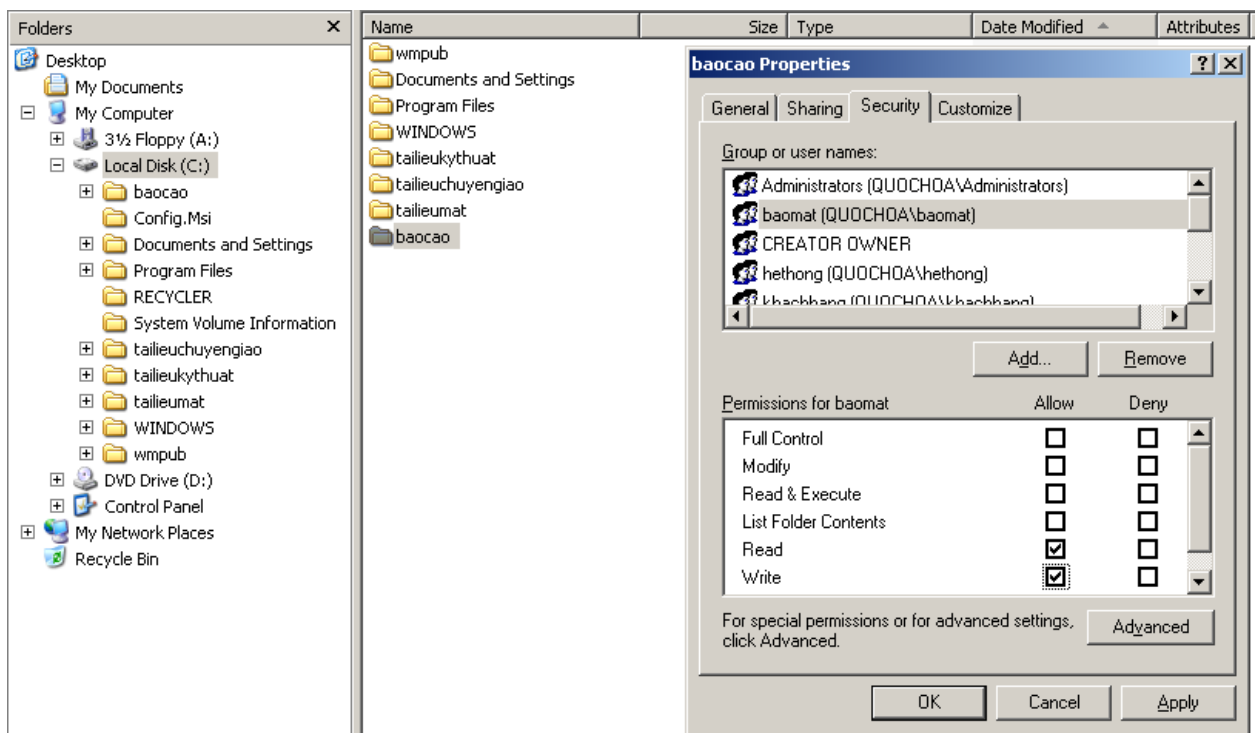 Folders
Desktop
My Documents
My Computer
3½ Floppy (A:)
Local Disk (C:)
baocao
Config.Msi
Documents and Settings
Program Files
RECYCLER
System Volume Information
tailieuchuyengiao
tailieukythuat
tailieumat
WINDOWS
wmpub
DVD Drive (D:)
Control Panel
My Network Places
Recycle Bin
Name Size Type Date Modified Attributes
wmpub
Documents and Settings
Program Files
WINDOWS
tailieukythuat
tailieuchuyengiao
tailieumat
baocao
baocao Properties
General Sharing Security Customize
Group or user names:
Administrators (QUOCHOA\Administrators)
baomat (QUOCHOA\baomat)
CREATOR OWNER
hethong (QUOCHOA\hethong)
khachhang (QUOCHOA\khachhang)
Add... Remove
Permissions for baomat Allow Deny
Full Control
Modify
Read & Execute
List Folder Contents
Read
Write
For special permissions or for advanced settings,
click Advanced.
Advanced
OK Cancel Apply